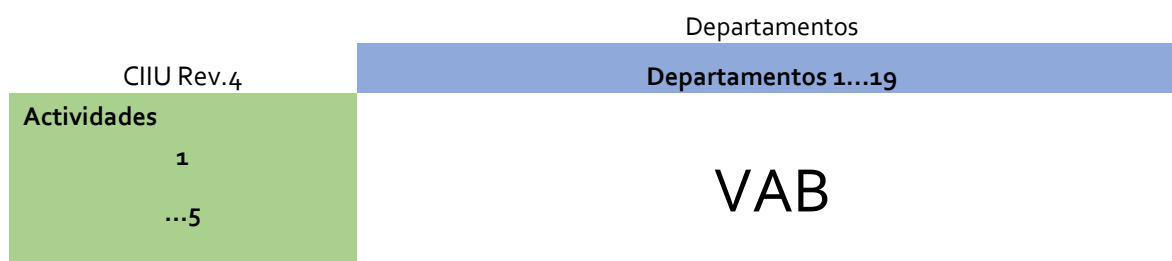 Departamentos
CIIU Rev.4
Departamentos 1...19
Actividades
1
...5
VAB